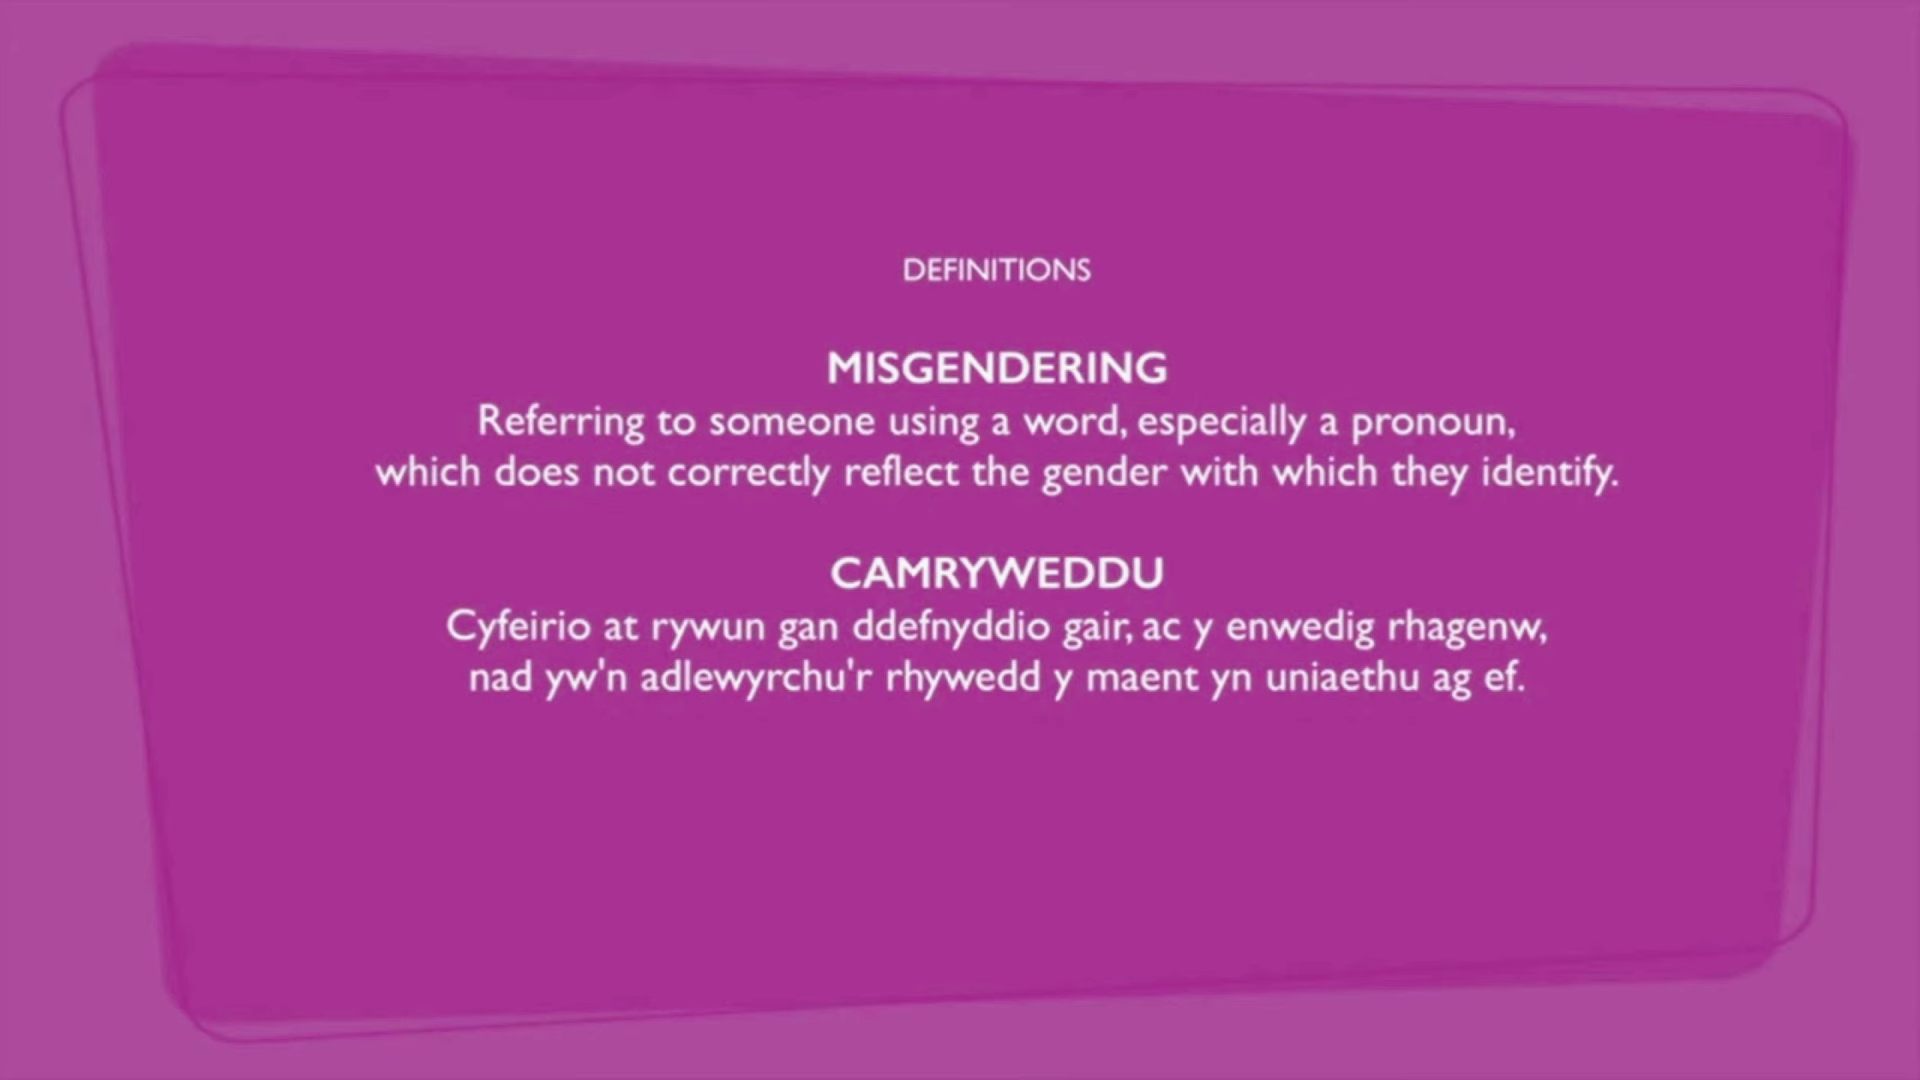 DEFINITIONS
MISGENDERING
Referring to someone using a word, especially a pronoun,
which does not correctly reflect the gender with which they identify.
CAMRYWEDDU
Cyfeirio at rywun gan ddefnyddio gair, ac y enwedig rhagenw,
nad yw'n adlewyrchu'r rhywedd y maent yn uniaethu ag ef.